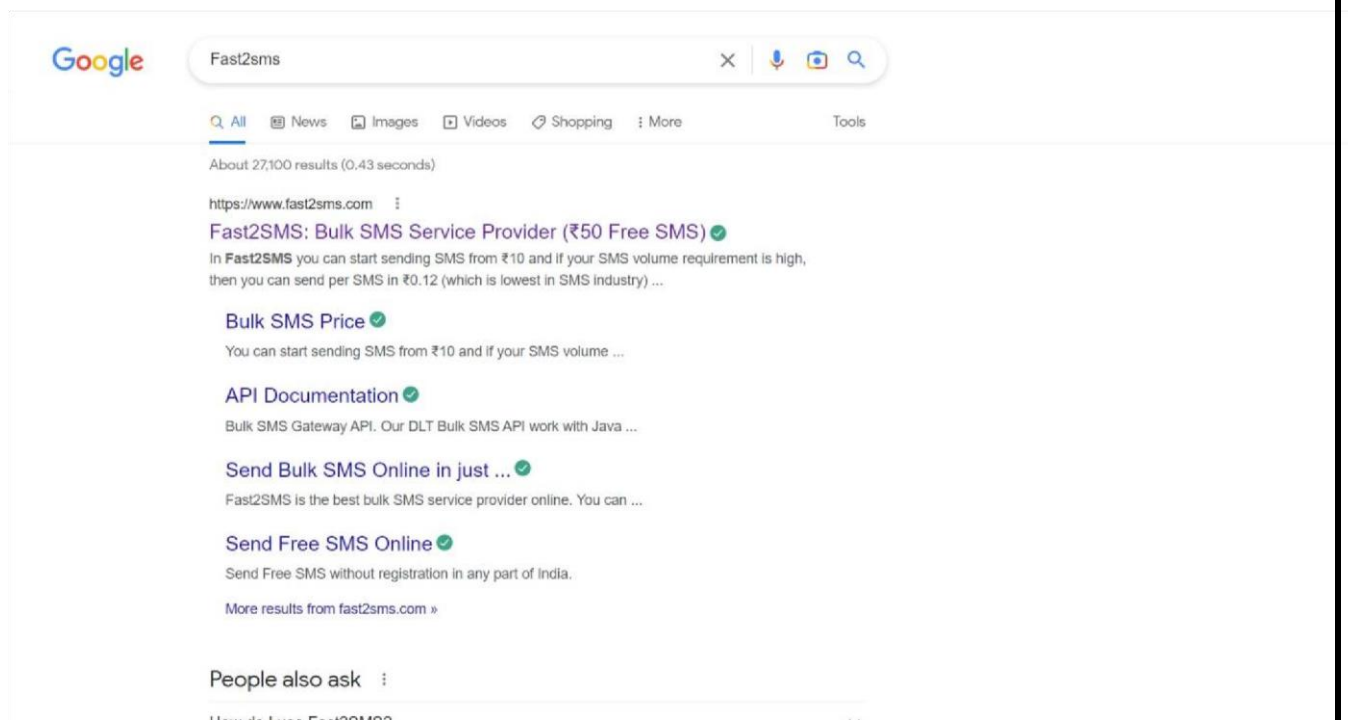 Google
Fast2sms
All News Images Videos Shopping More Tools
About 27,100 results (0.43 seconds)
https://www.fast2sms.com
Fast2SMS: Bulk SMS Service Provider (₹50 Free SMS)
In Fast2SMS you can start sending SMS from ₹10 and if your SMS volume requirement is high,
then you can send per SMS in ₹0.12 (which is lowest in SMS industry) ...
Bulk SMS Price
You can start sending SMS from ₹10 and if your SMS volume ...
API Documentation
Bulk SMS Gateway API. Our DLT Bulk SMS API work with Java ...
Send Bulk SMS Online in just ...
Fast2SMS is the best bulk SMS service provider online. You can ...
Send Free SMS Online
Send Free SMS without registration in any part of India.
More results from fast2sms.com »
People also ask
How do I use Fast2SMS?